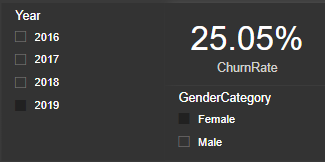 Year
2016
2017
2018
2019
25.05%
ChurnRate
GenderCategory
Female
Male